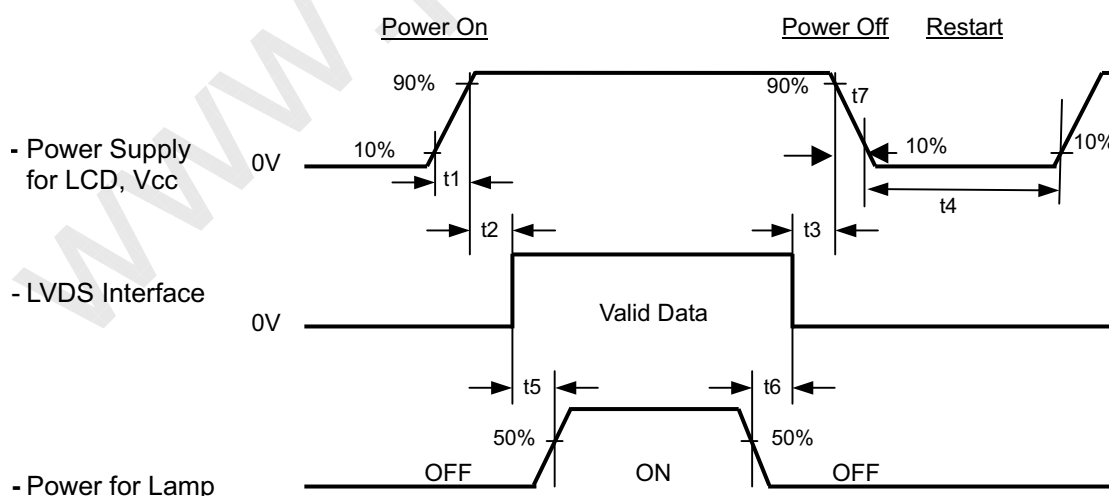 Power On Power Off Restart
90% 90% t7
- Power Supply
for LCD, Vcc
0V 10% 10% 10%
t1 t4
t2 t3
- LVDS Interface
0V Valid Data
t5 t6
50% 50%
OFF ON OFF
- Power for Lamp